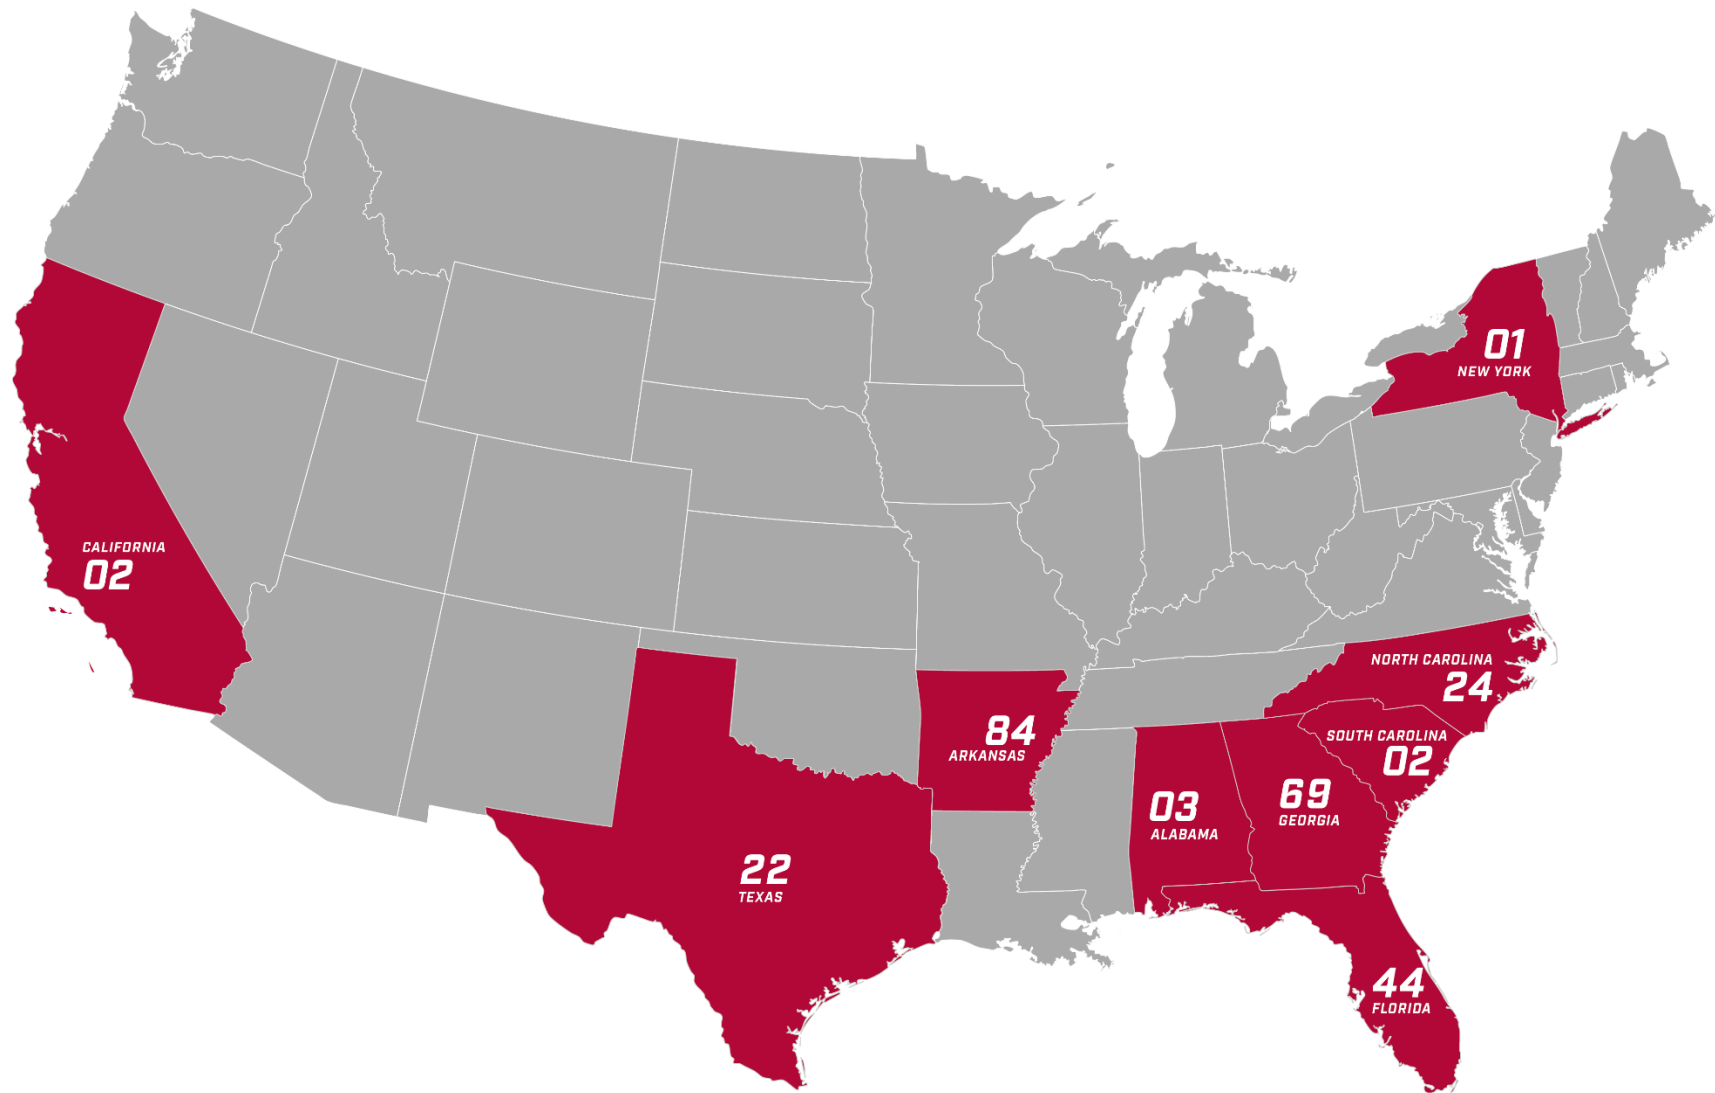 01
NEW YORK
CALIFORNIA
02
NORTH CAROLINA
24
84
ARKANSAS
SOUTH CAROLINA
02
03
ALABAMA
69
GEORGIA
22
TEXAS
44
FLORIDA